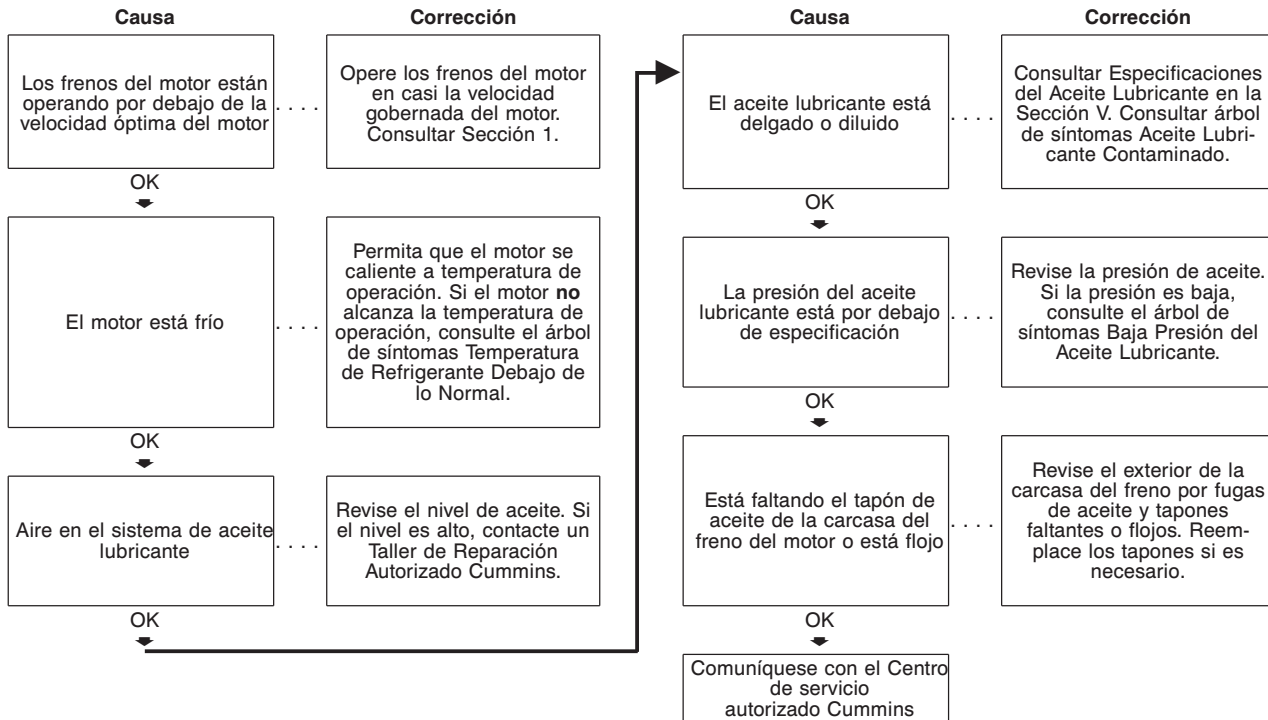 Causa
Corrección
Los frenos del motor están
operando por debajo de la
velocidad óptima del motor
. . . .
Opere los frenos del motor
en casi la velocidad
gobernada del motor.
Consultar Sección 1.
OK
El motor está frío
. . . .
Permita que el motor se
caliente a temperatura de
operación. Si el motor no
alcanza la temperatura de
operación, consulte el árbol
de síntomas Temperatura
de Refrigerante Debajo de
lo Normal.
OK
Aire en el sistema de aceite
lubricante
. . . .
Revise el nivel de aceite. Si
el nivel es alto, contacte un
Taller de Reparación
Autorizado Cummins.
OK
Causa
Corrección
El aceite lubricante está
delgado o diluido
. . . .
Consultar Especificaciones
del Aceite Lubricante en la
Sección V. Consultar árbol
de síntomas Aceite Lubri-
cante Contaminado.
OK
La presión del aceite
lubricante está por debajo
de especificación
. . . .
Revise la presión de aceite.
Si la presión es baja,
consulte el árbol de
síntomas Baja Presión del
Aceite Lubricante.
OK
Está faltando el tapón de
aceite de la carcasa del
freno del motor o está flojo
. . . .
Revise el exterior de la
carcasa del freno por fugas
de aceite y tapones
faltantes o flojos. Reem-
place los tapones si es
necesario.
OK
Comuníquese con el Centro
de servicio
autorizado Cummins